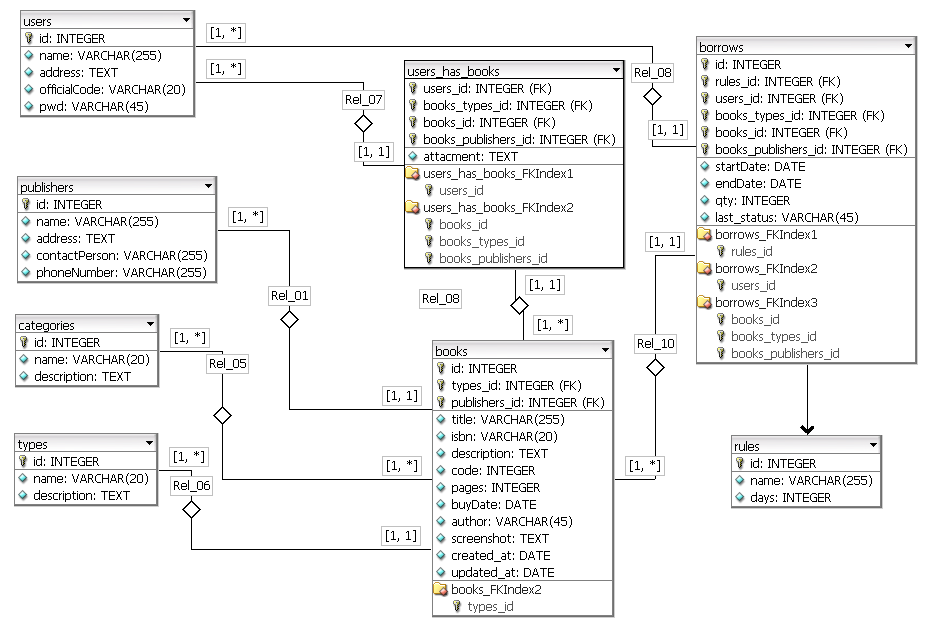 users
id: INTEGER
name: VARCHAR(255)
address: TEXT
officialCode: VARCHAR(20)
pwd: VARCHAR(45)
[1, *]
[1, *]
Rel_07
[1, 1]
users_has_books
users_id: INTEGER (FK)
books_types_id: INTEGER (FK)
books_id: INTEGER (FK)
books_publishers_id: INTEGER (FK)
attacment: TEXT
users_has_books_FKIndex1
users_id
users_has_books_FKIndex2
books_id
books_types_id
books_publishers_id
Rel_08
[1, 1]
borrows
id: INTEGER
rules_id: INTEGER (FK)
users_id: INTEGER (FK)
books_types_id: INTEGER (FK)
books_id: INTEGER (FK)
books_publishers_id: INTEGER (FK)
startDate: DATE
endDate: DATE
qty: INTEGER
last_status: VARCHAR(45)
borrows_FKIndex1
rules_id
borrows_FKIndex2
users_id
borrows_FKIndex3
books_id
books_types_id
books_publishers_id
publishers
id: INTEGER
name: VARCHAR(255)
address: TEXT
contactPerson: VARCHAR(255)
phoneNumber: VARCHAR(255)
[1, *]
Rel_01
[1, 1]
Rel_08
[1, 1]
[1, *]
[1, 1]
Rel_10
[1, *]
categories
id: INTEGER
name: VARCHAR(20)
description: TEXT
[1, *]
Rel_05
[1, *]
types
id: INTEGER
name: VARCHAR(20)
description: TEXT
[1, *]
Rel_06
[1, 1]
books
id: INTEGER
types_id: INTEGER (FK)
publishers_id: INTEGER (FK)
title: VARCHAR(255)
isbn: VARCHAR(20)
description: TEXT
code: INTEGER
pages: INTEGER
buyDate: DATE
author: VARCHAR(45)
screenshot: TEXT
created_at: DATE
updated_at: DATE
books_FKIndex2
types_id
rules
id: INTEGER
name: VARCHAR(255)
days: INTEGER